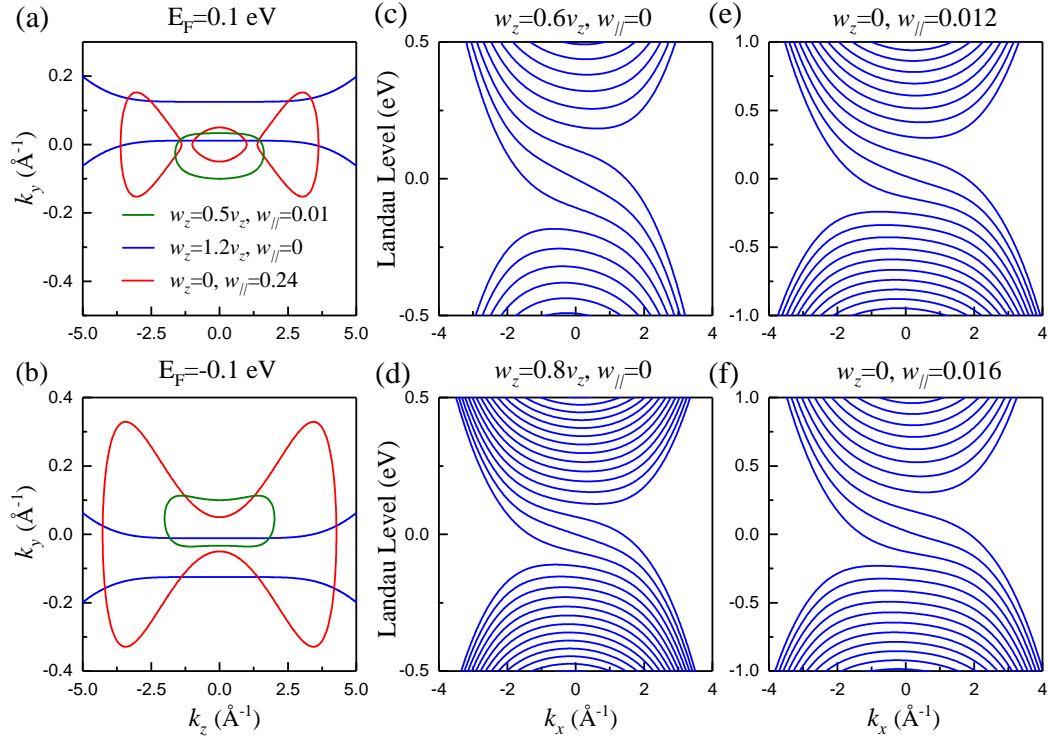 (a)
E_F=0.1 eV
0.2
0.0
-0.2
-0.4
k_y (Å⁻¹)
w_z=0.5v_z, w_//=0.01
w_z=1.2v_z, w_//=0
w_z=0, w_//=0.24
-5.0 -2.5 0.0 2.5 5.0
(b)
E_F=-0.1 eV
0.4
0.2
0.0
-0.2
-0.4
k_y (Å⁻¹)
-5.0 -2.5 0.0 2.5 5.0
k_z (Å⁻¹)
(c)
w_z=0.6v_z, w_//=0
0.5
0.0
-0.5
Landau Level (eV)
-4 -2 0 2 4
(d)
w_z=0.8v_z, w_//=0
0.5
0.0
-0.5
Landau Level (eV)
-4 -2 0 2 4
k_x (Å⁻¹)
(e)
w_z=0, w_//=0.012
1.0
0.5
0.0
-0.5
-1.0
-4 -2 0 2 4
(f)
w_z=0, w_//=0.016
1.0
0.5
0.0
-0.5
-1.0
-4 -2 0 2 4
k_x (Å⁻¹)